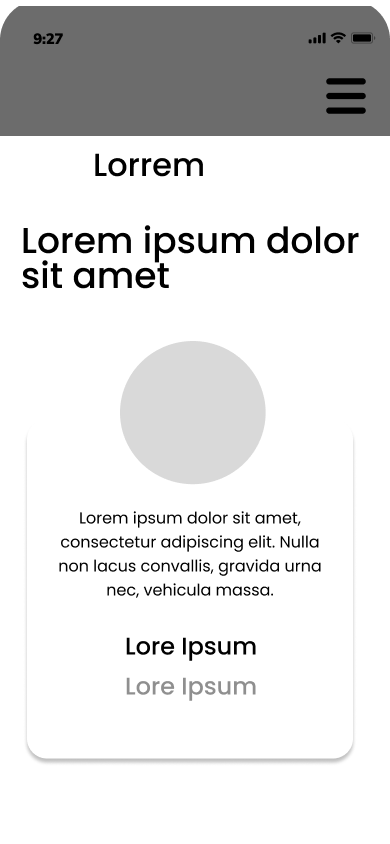 9:27
Lorrem
Lorem ipsum dolor
sit amet
Lorem ipsum dolor sit amet,
consectetur adipiscing elit. Nulla
non lacus convallis, gravida urna
nec, vehicula massa.
Lore Ipsum
Lore Ipsum